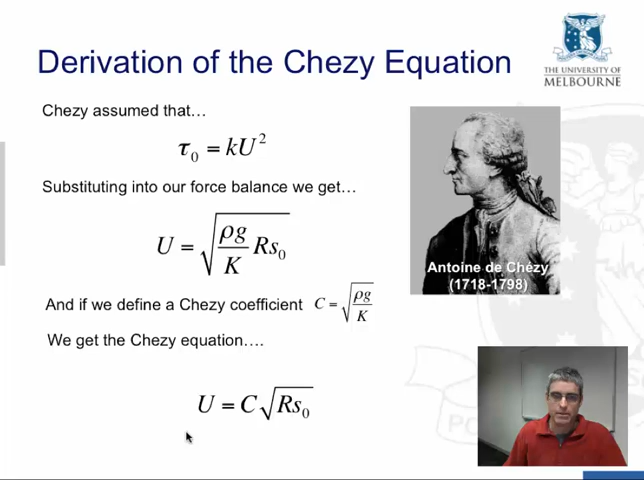 Derivation of the Chezy Equation
THE UNIVERSITY OF
MELBOURNE
Chezy assumed that…
τ₀ = kU²
Substituting into our force balance we get…
U = √(ρg/K Rs₀)
Antoine de Chézy
(1718-1798)
And if we define a Chezy coefficient C = √(ρg/K)
We get the Chezy equation….
U = C√(Rs₀)